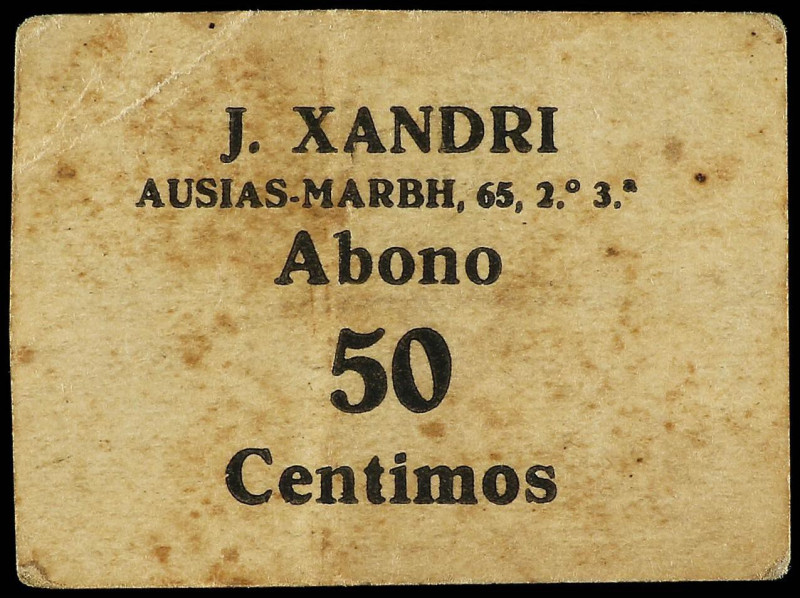 J. XANDRI
AUSIAS-MARBH, 65, 2.º 3.ª
Abono
50
Centimos